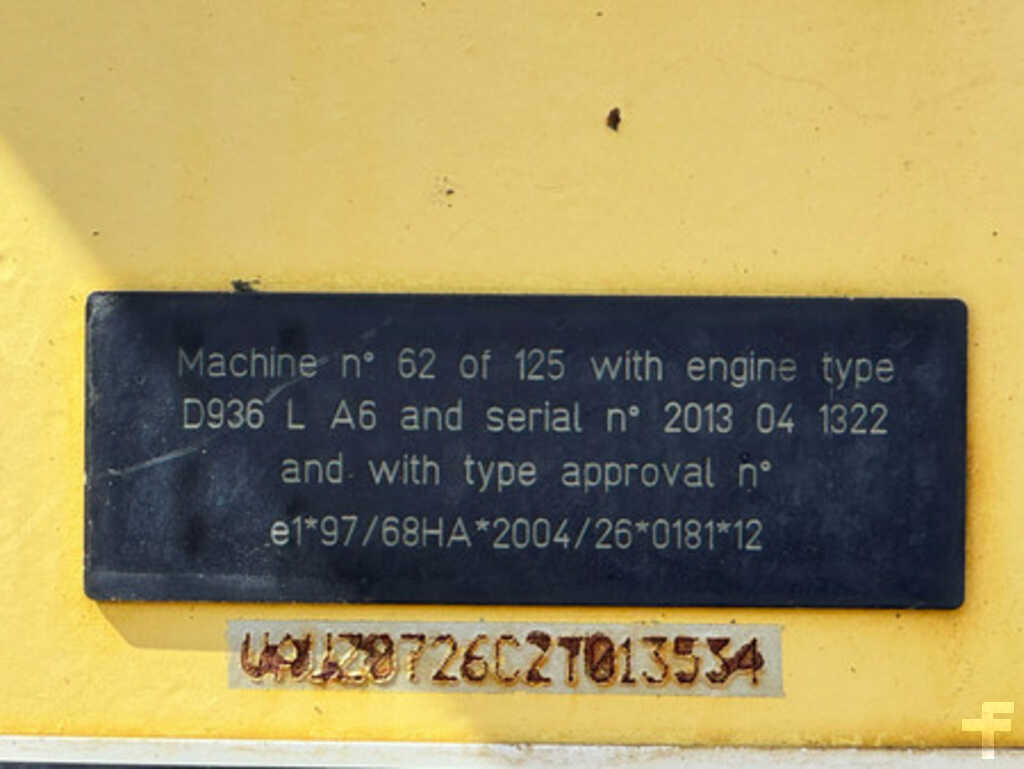 Machine n° 62 of 125 with engine type
D936 L A6 and serial n° 2013 04 1322
and with type approval n°
e1*97/68HA*2004/26*0181*12